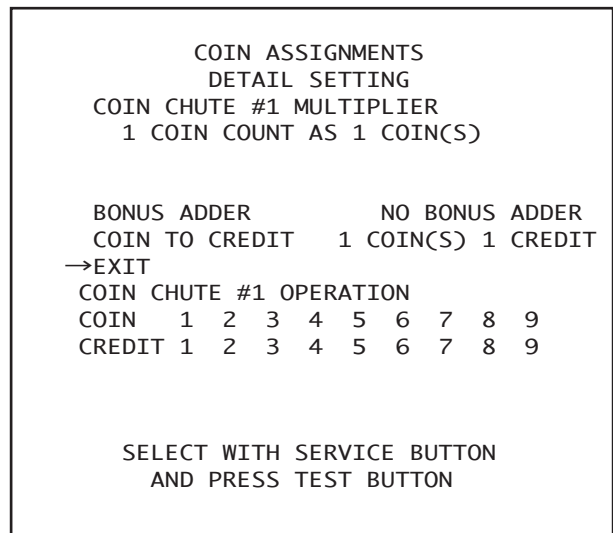 COIN ASSIGNMENTS
DETAIL SETTING
COIN CHUTE #1 MULTIPLIER
1 COIN COUNT AS 1 COIN(S)
BONUS ADDER NO BONUS ADDER
COIN TO CREDIT 1 COIN(S) 1 CREDIT
→EXIT
COIN CHUTE #1 OPERATION
COIN 1 2 3 4 5 6 7 8 9
CREDIT 1 2 3 4 5 6 7 8 9
SELECT WITH SERVICE BUTTON
AND PRESS TEST BUTTON